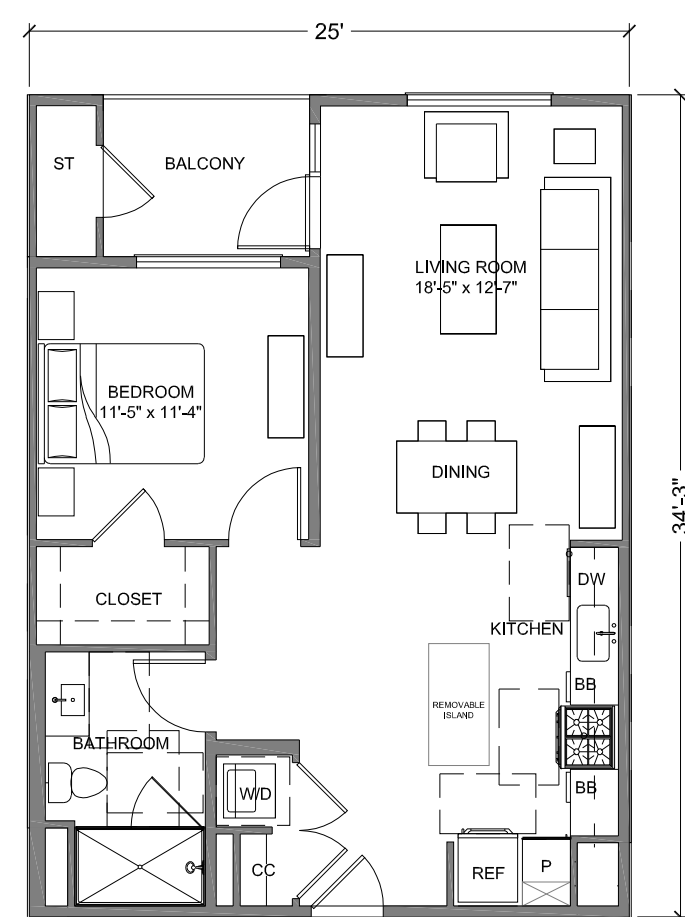 25'
ST
BALCONY
LIVING ROOM
18'-5" x 12'-7"
BEDROOM
11'-5" x 11'-4"
DINING
34'-3"
DW
CLOSET
KITCHEN
BB
REMOVABLE
ISLAND
BATHROOM
BB
W/D
CC
REF
P